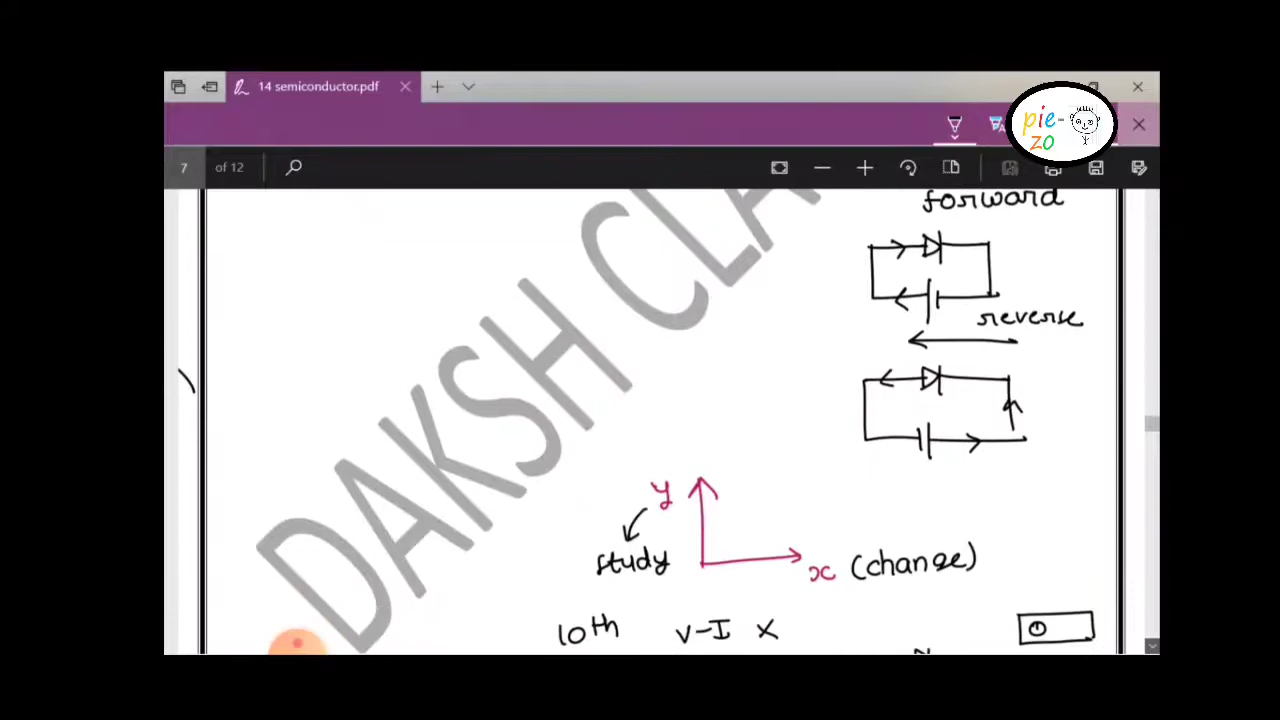 14 semiconductor.pdf
pie-
zo
7 of 12
DAKSH CLA
forward
reverse
y
study
x (change)
10th V-I X